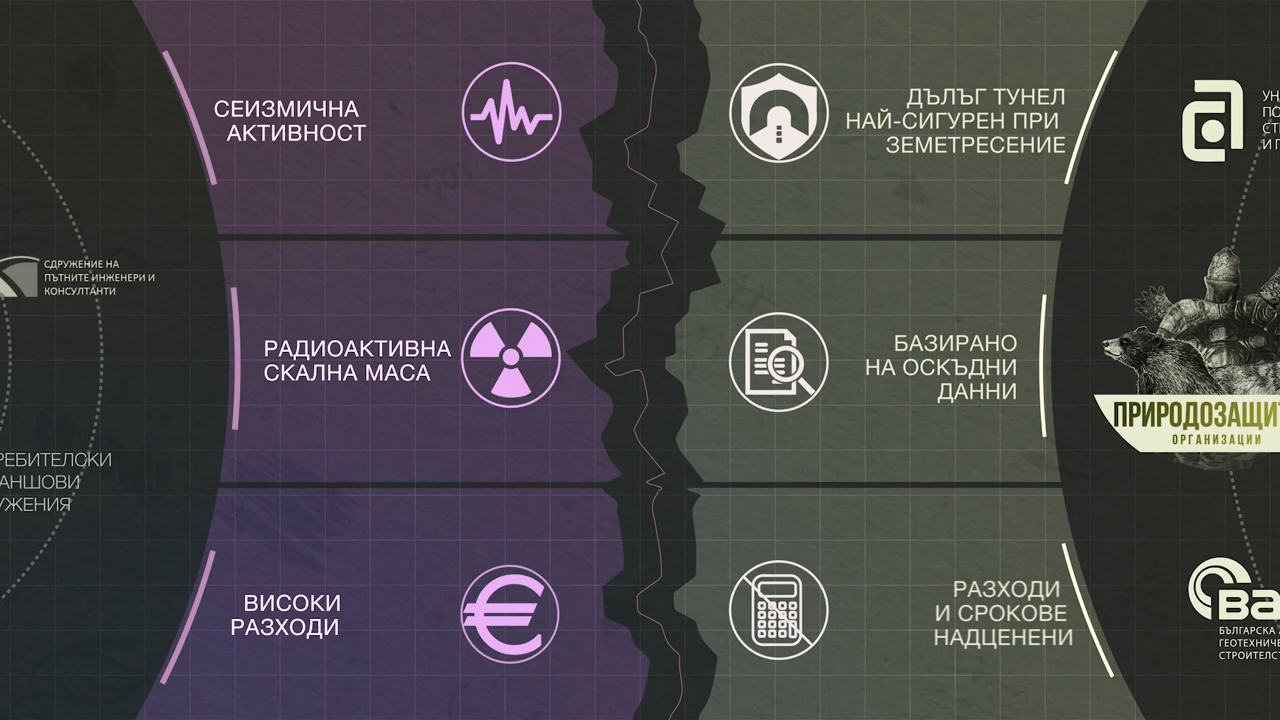 СЕИЗМИЧНА
АКТИВНОСТ
ДЪЛЪГ ТУНЕЛ
НАЙ-СИГУРЕН ПРИ
ЗЕМЕТРЕСЕНИЕ
СДРУЖЕНИЕ НА
ПЪТНИТЕ ИНЖЕНЕРИ И
КОНСУЛТАНТИ
РАДИОАКТИВНА
СКАЛНА МАСА
БАЗИРАНО
НА ОСКЪДНИ
ДАННИ
ОРГАНИЗАЦИИ
ВИСОКИ
РАЗХОДИ
РАЗХОДИ
И СРОКОВЕ
НАДЦЕНЕНИ
БЪЛГАРСКА